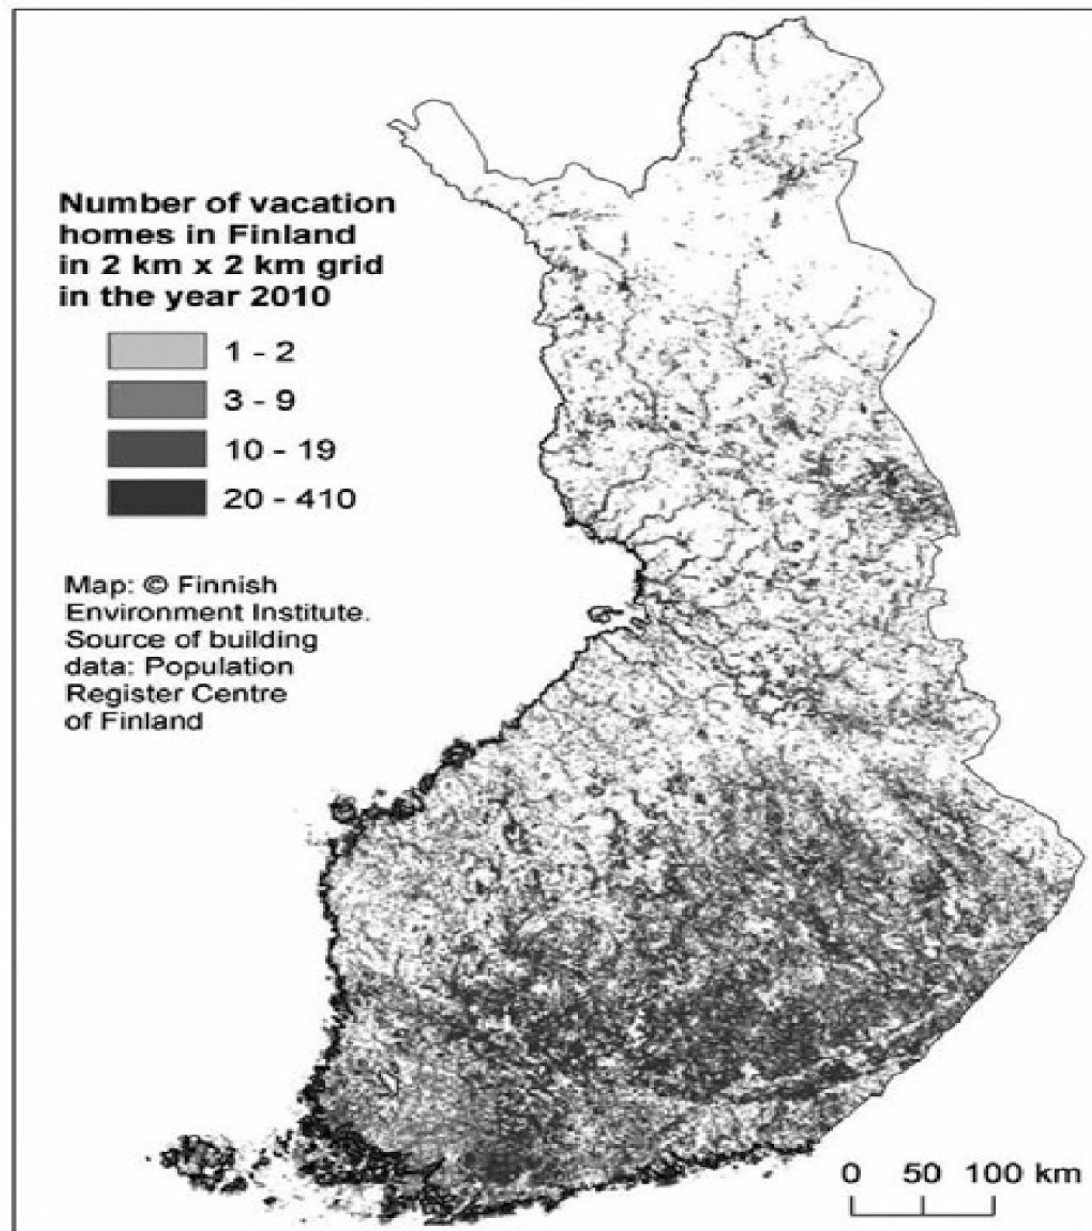 Number of vacation
homes in Finland
in 2 km x 2 km grid
in the year 2010
1 - 2
3 - 9
10 - 19
20 - 410
Map: © Finnish
Environment Institute.
Source of building
data: Population
Register Centre
of Finland
0 50 100 km